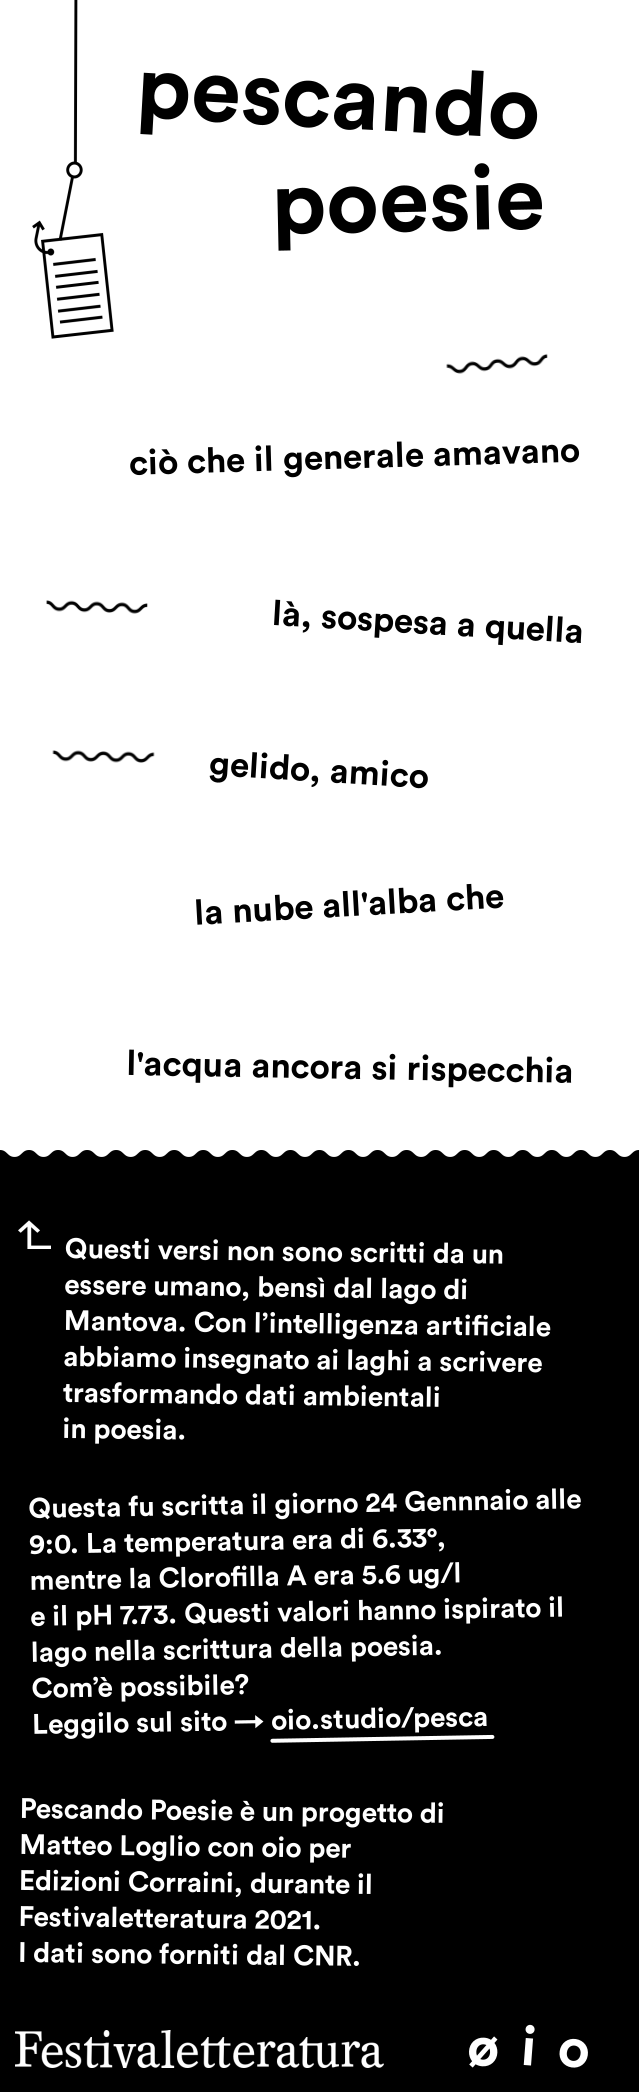 pescando
poesie
ciò che il generale amavano
là, sospesa a quella
gelido, amico
la nube all'alba che
l'acqua ancora si rispecchia
Questi versi non sono scritti da un
essere umano, bensì dal lago di
Mantova. Con l’intelligenza artificiale
abbiamo insegnato ai laghi a scrivere
trasformando dati ambientali
in poesia.
Questa fu scritta il giorno 24 Gennnaio alle
9:0. La temperatura era di 6.33°,
mentre la Clorofilla A era 5.6 ug/l
e il pH 7.73. Questi valori hanno ispirato il
lago nella scrittura della poesia.
Com’è possibile?
Leggilo sul sito → oio.studio/pesca
Pescando Poesie è un progetto di
Matteo Loglio con oio per
Edizioni Corraini, durante il
Festivaletteratura 2021.
I dati sono forniti dal CNR.
Festivaletteratura ø i o